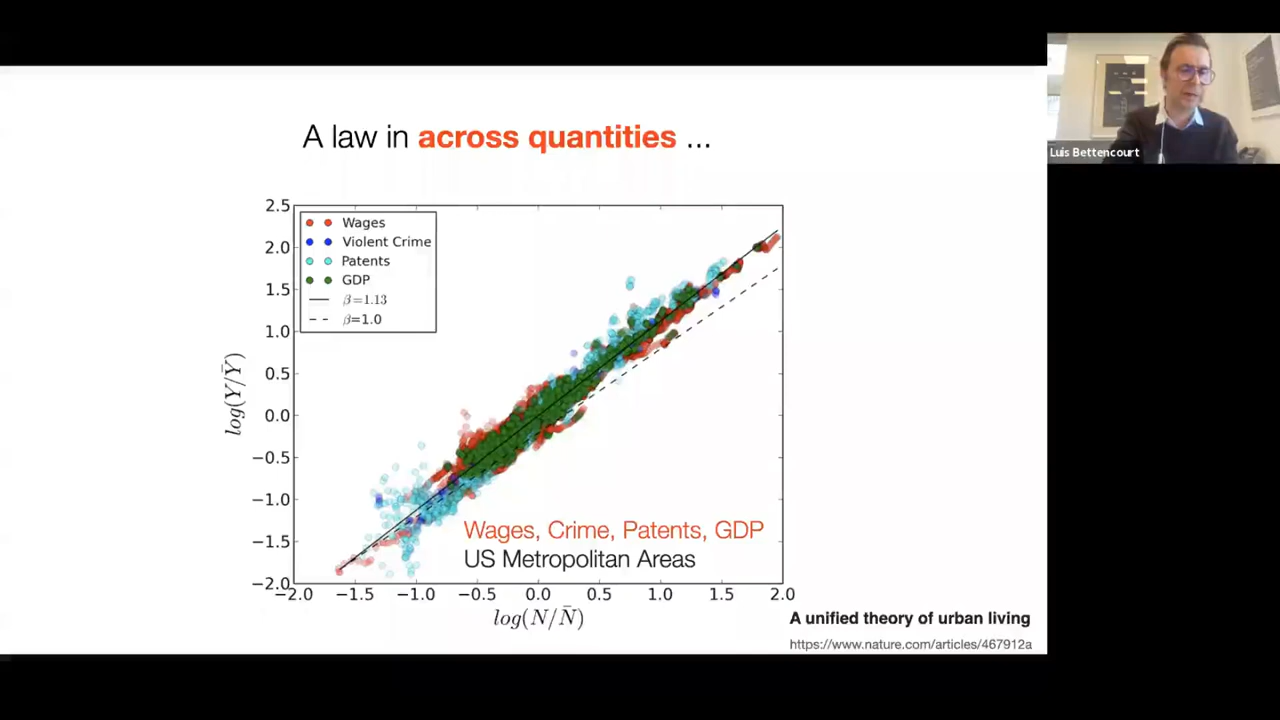 A law in across quantities ...
Luis Bettencourt
2.5
2.0
1.5
1.0
0.5
0.0
−0.5
−1.0
−1.5
−2.0
log(Y/Ȳ)
Wages
Violent Crime
Patents
GDP
β=1.13
β=1.0
Wages, Crime, Patents, GDP
US Metropolitan Areas
−2.0 −1.5 −1.0 −0.5 0.0 0.5 1.0 1.5 2.0
log(N/N̄)
A unified theory of urban living
https://www.nature.com/articles/467912a